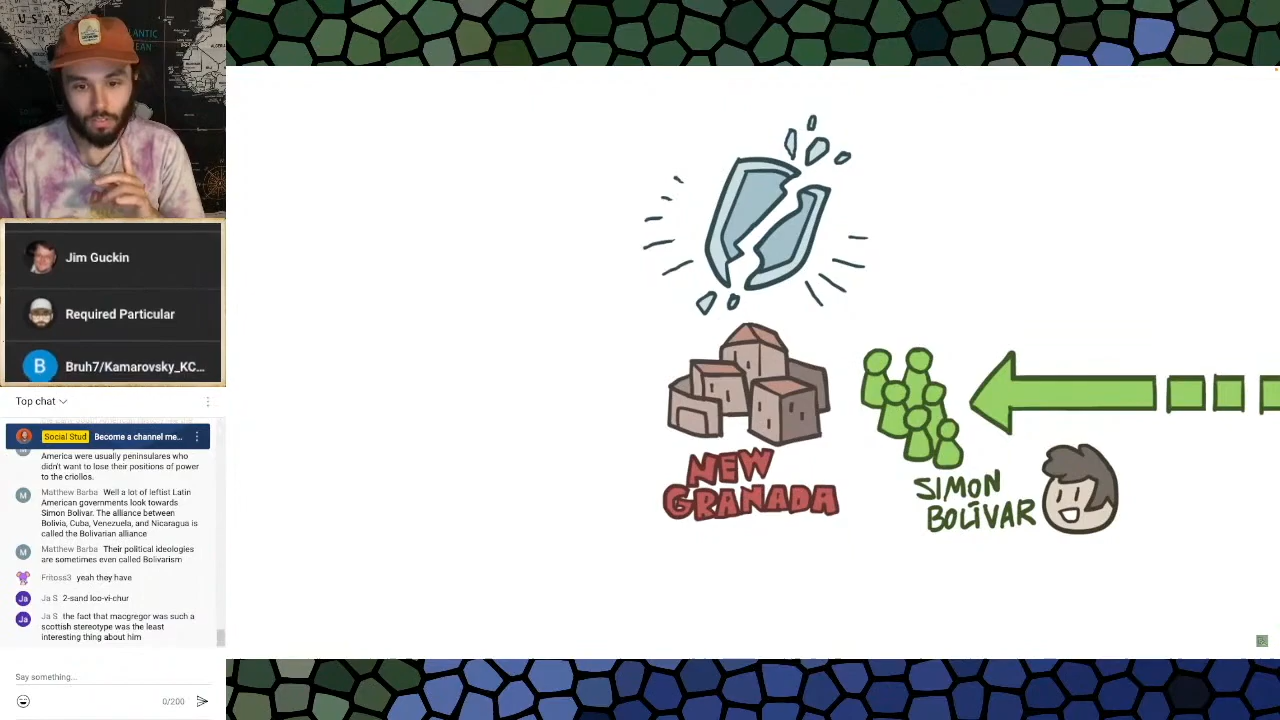 U S A
ATLANTIC
OCEAN
Jim Guckin
Required Particular
B
Bruh7/Kamarovsky_KC...
Top chat
Social Stud Become a channel me...
America were usually peninsulares who
didn't want to lose their positions of power
to the criollos.
M
Matthew Barba Well a lot of leftist Latin
American governments look towards
Simon Bolivar. The alliance between
Bolivia, Cuba, Venezuela, and Nicaragua is
called the Bolivarian alliance
M
Matthew Barba Their political ideologies
are sometimes even called Bolivarism
Fritoss3 yeah they have
Ja
Ja S 2-sand loo-vi-chur
Ja
Ja S the fact that macgregor was such a
scottish stereotype was the least
interesting thing about him
Say something...
0/200
NEW
GRANADA
SIMON
BOLÍVAR